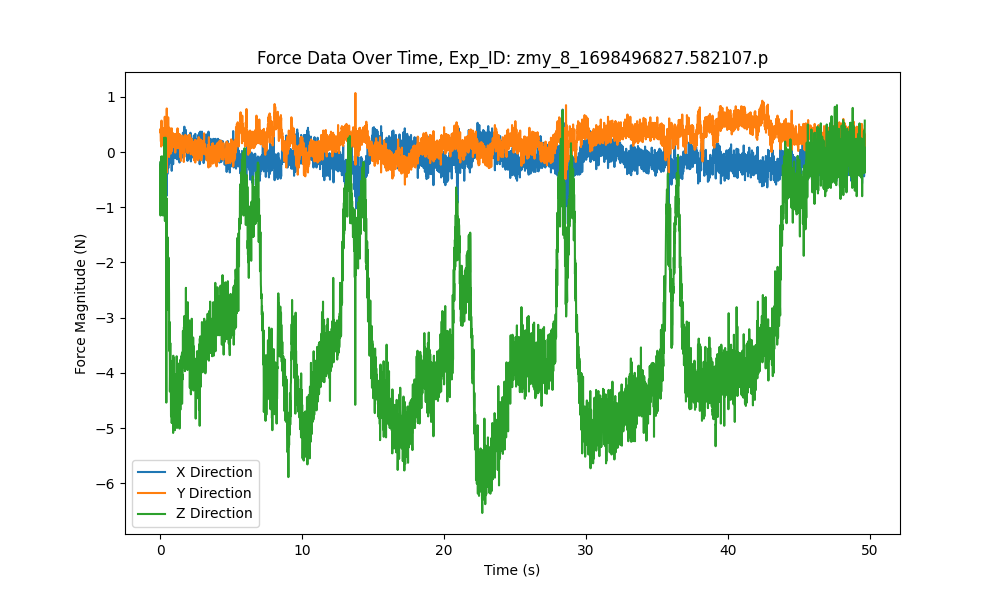 Force Data Over Time, Exp_ID: zmy_8_1698496827.582107.p
Force Magnitude (N)
1
0
−1
−2
−3
−4
−5
−6
X Direction
Y Direction
Z Direction
0 10 20 30 40 50
Time (s)